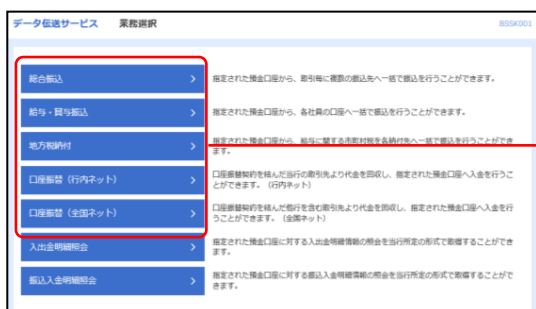 データ伝送サービス 業務選択 BSSK001
総合振込 > 指定された預金口座から、取引毎に複数の振込先へ一括で振込を行うことができます。
給与・賞与振込 > 指定された預金口座から、各社員の口座へ一括で振込を行うことができます。
地方税納付 > 指定された預金口座から、給与に関する市町村税を各納付先へ一括で振込を行うことができ
ます。
口座振替（行内ネット） > 口座振替契約を結んだ当行の取引先より代金を回収し、指定された預金口座へ入金を行うこ
とができます。（行内ネット）
口座振替（全国ネット） > 口座振替契約を結んだ他行を含む取引先より代金を回収し、指定された預金口座へ入金を行
うことができます。（全国ネット）
入出金明細照会 > 指定された預金口座に対する入出金明細情報の照会を当行所定の形式で取得することができ
ます。
振込入金明細照会 > 指定された預金口座に対する振込入金明細情報の照会を当行所定の形式で取得することがで
きます。